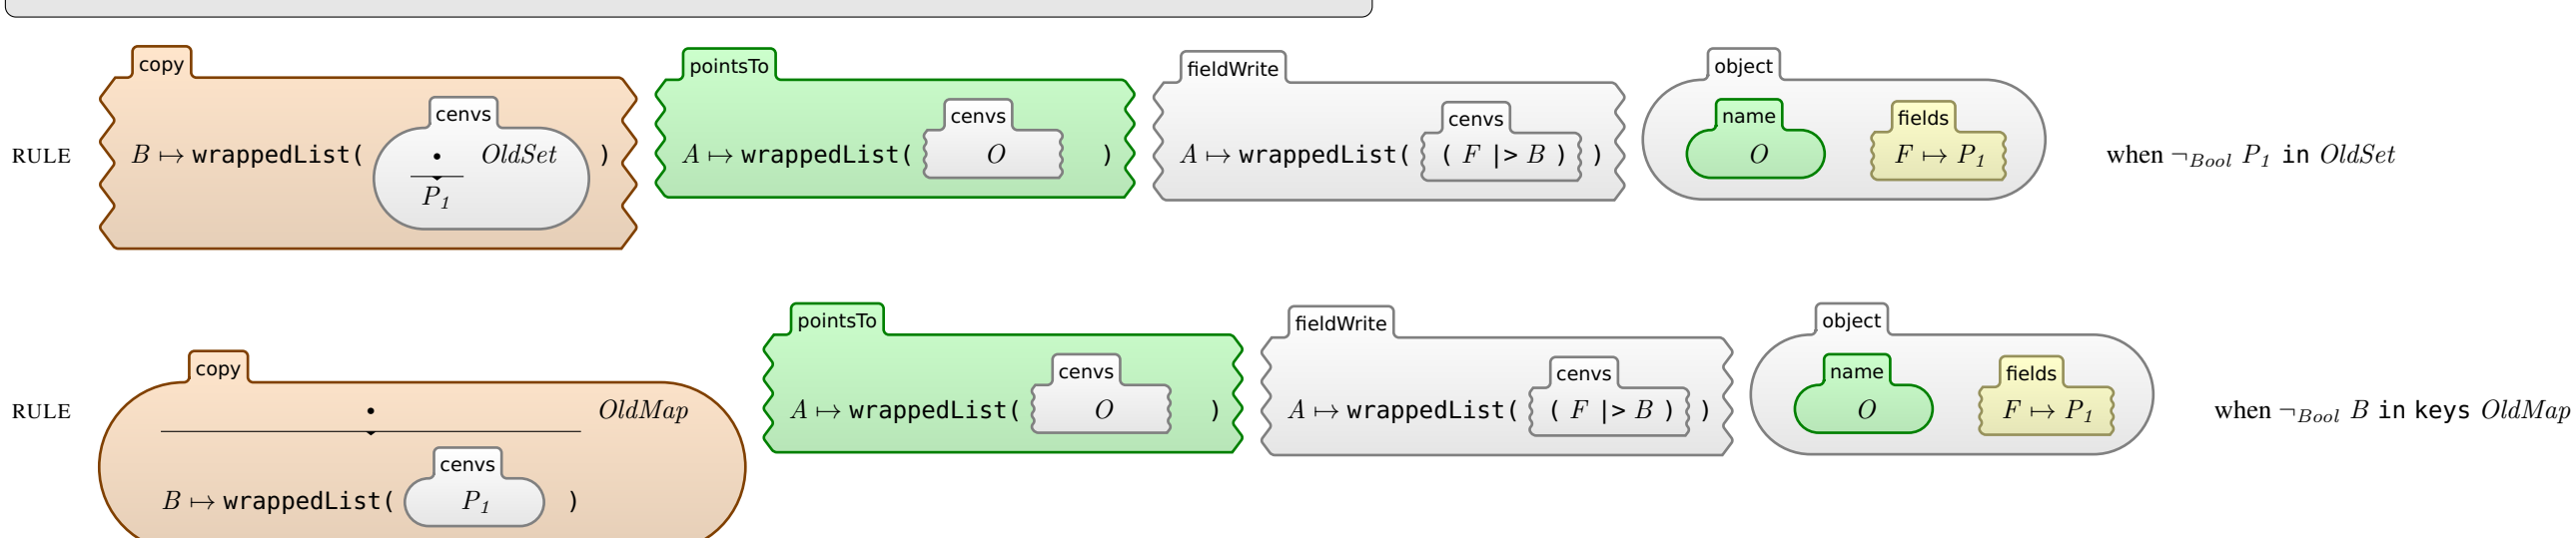 copy pointsTo fieldWrite object
cenvs cenvs cenvs name fields
RULE B ↦ wrappedList( • OldSet ) A ↦ wrappedList( O ) A ↦ wrappedList( ( F |> B ) ) O F ↦ P₁ when ¬Bool P₁ in OldSet
P₁
pointsTo fieldWrite object
copy cenvs cenvs name fields
RULE • OldMap A ↦ wrappedList( O ) A ↦ wrappedList( ( F |> B ) ) O F ↦ P₁ when ¬Bool B in keys OldMap
cenvs
B ↦ wrappedList( P₁ )